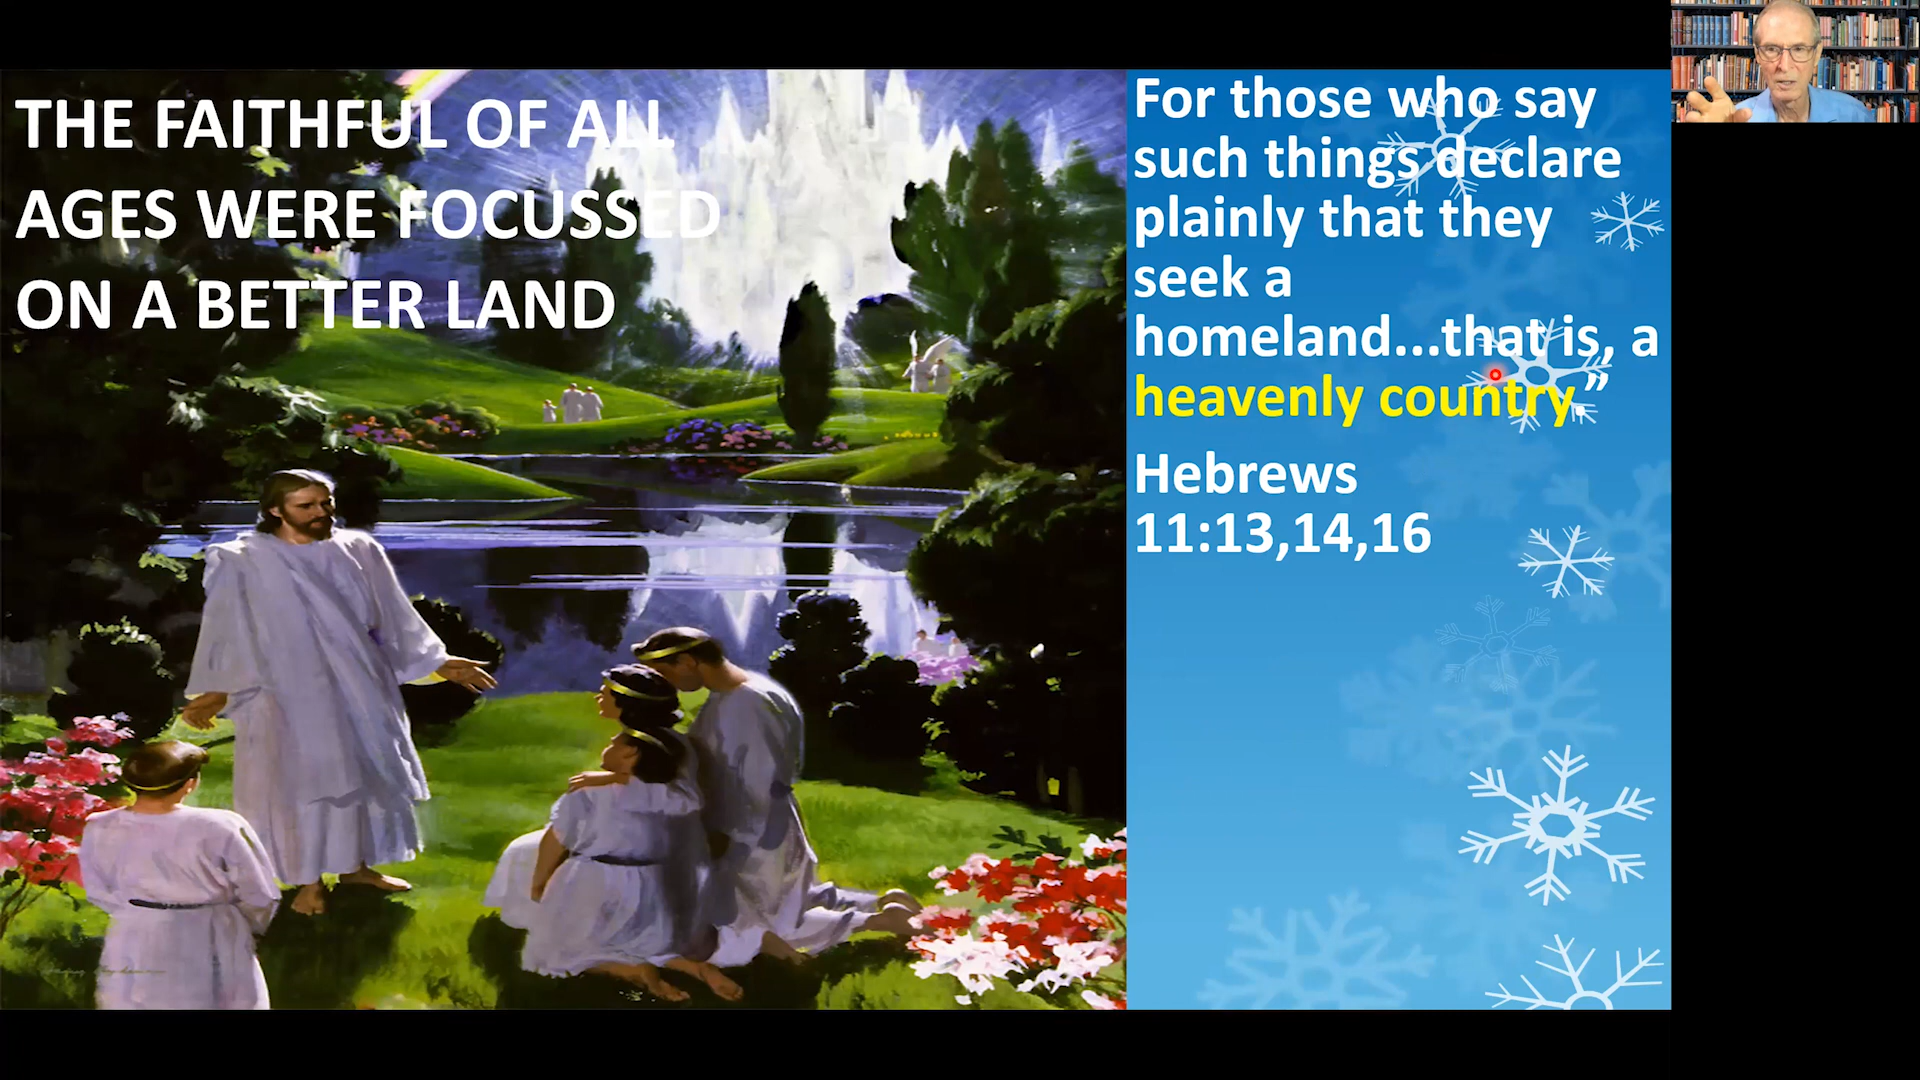 THE FAITHFUL OF ALL
AGES WERE FOCUSSED
ON A BETTER LAND
For those who say
such things declare
plainly that they
seek a
homeland...that is, a
heavenly country.”
Hebrews
11:13,14,16